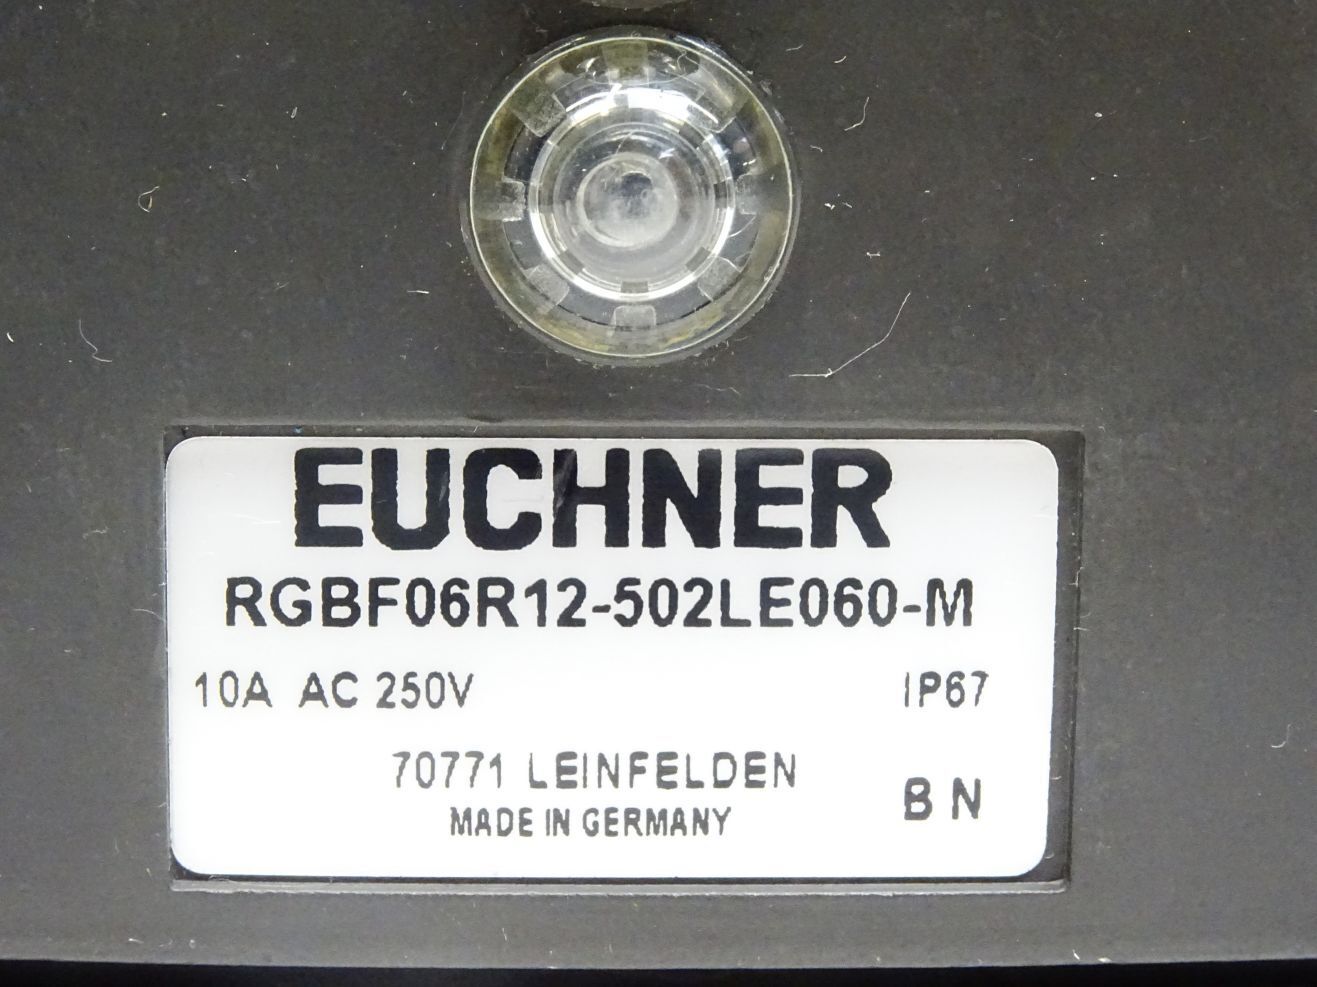 EUCHNER
RGBF06R12-502LE060-M
10A AC 250V IP67
70771 LEINFELDEN
B N
MADE IN GERMANY